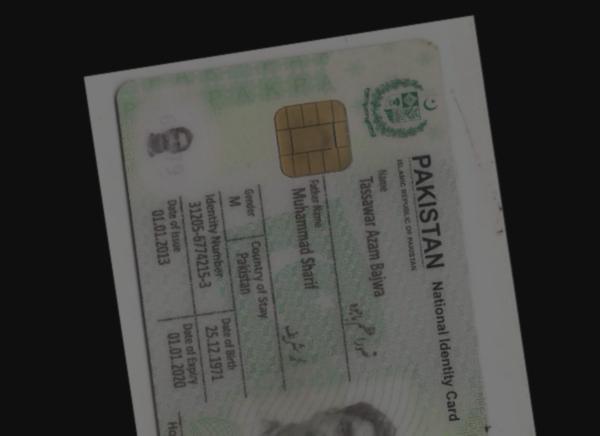 PAKISTAN National Identity Card
ISLAMIC REPUBLIC OF PAKISTAN
Name
Tassawar Azam Bajwa
Father Name
Muhammad Sharif
محمد شریف
Gender
Country of Stay
M
Pakistan
Identity Number
Date of Birth
31205-6774215-3
25.12.1971
Date of Issue
Date of Expiry
01.01.2013
01.01.2020